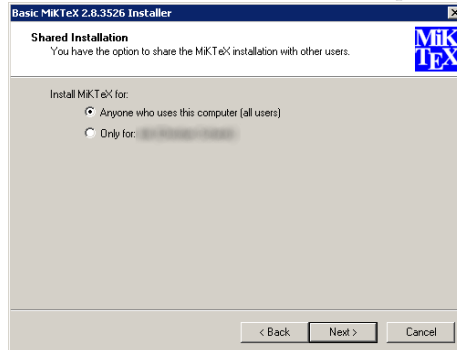 Basic MiKTeX 2.8.3526 Installer
Shared Installation
You have the option to share the MiKTeX installation with other users.
MiK
TEX
Install MiKTeX for:
Anyone who uses this computer (all users)
Only for:
< Back
Next >
Cancel